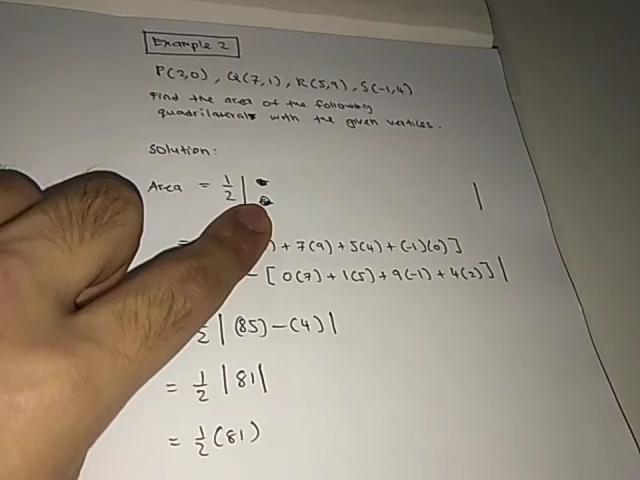 Example 2
P(2,0), Q(7,1), R(5,9), S(-1,4)
Find the area of the following
quadrilaterals with the given vertices.
Solution:
Area = 1/2 | |
= ) + 7(9) + 5(4) + (-1)(0)]
- [0(7) + 1(5) + 9(-1) + 4(2)]|
1/2 |(85) - (4)|
= 1/2 |81|
= 1/2 (81)